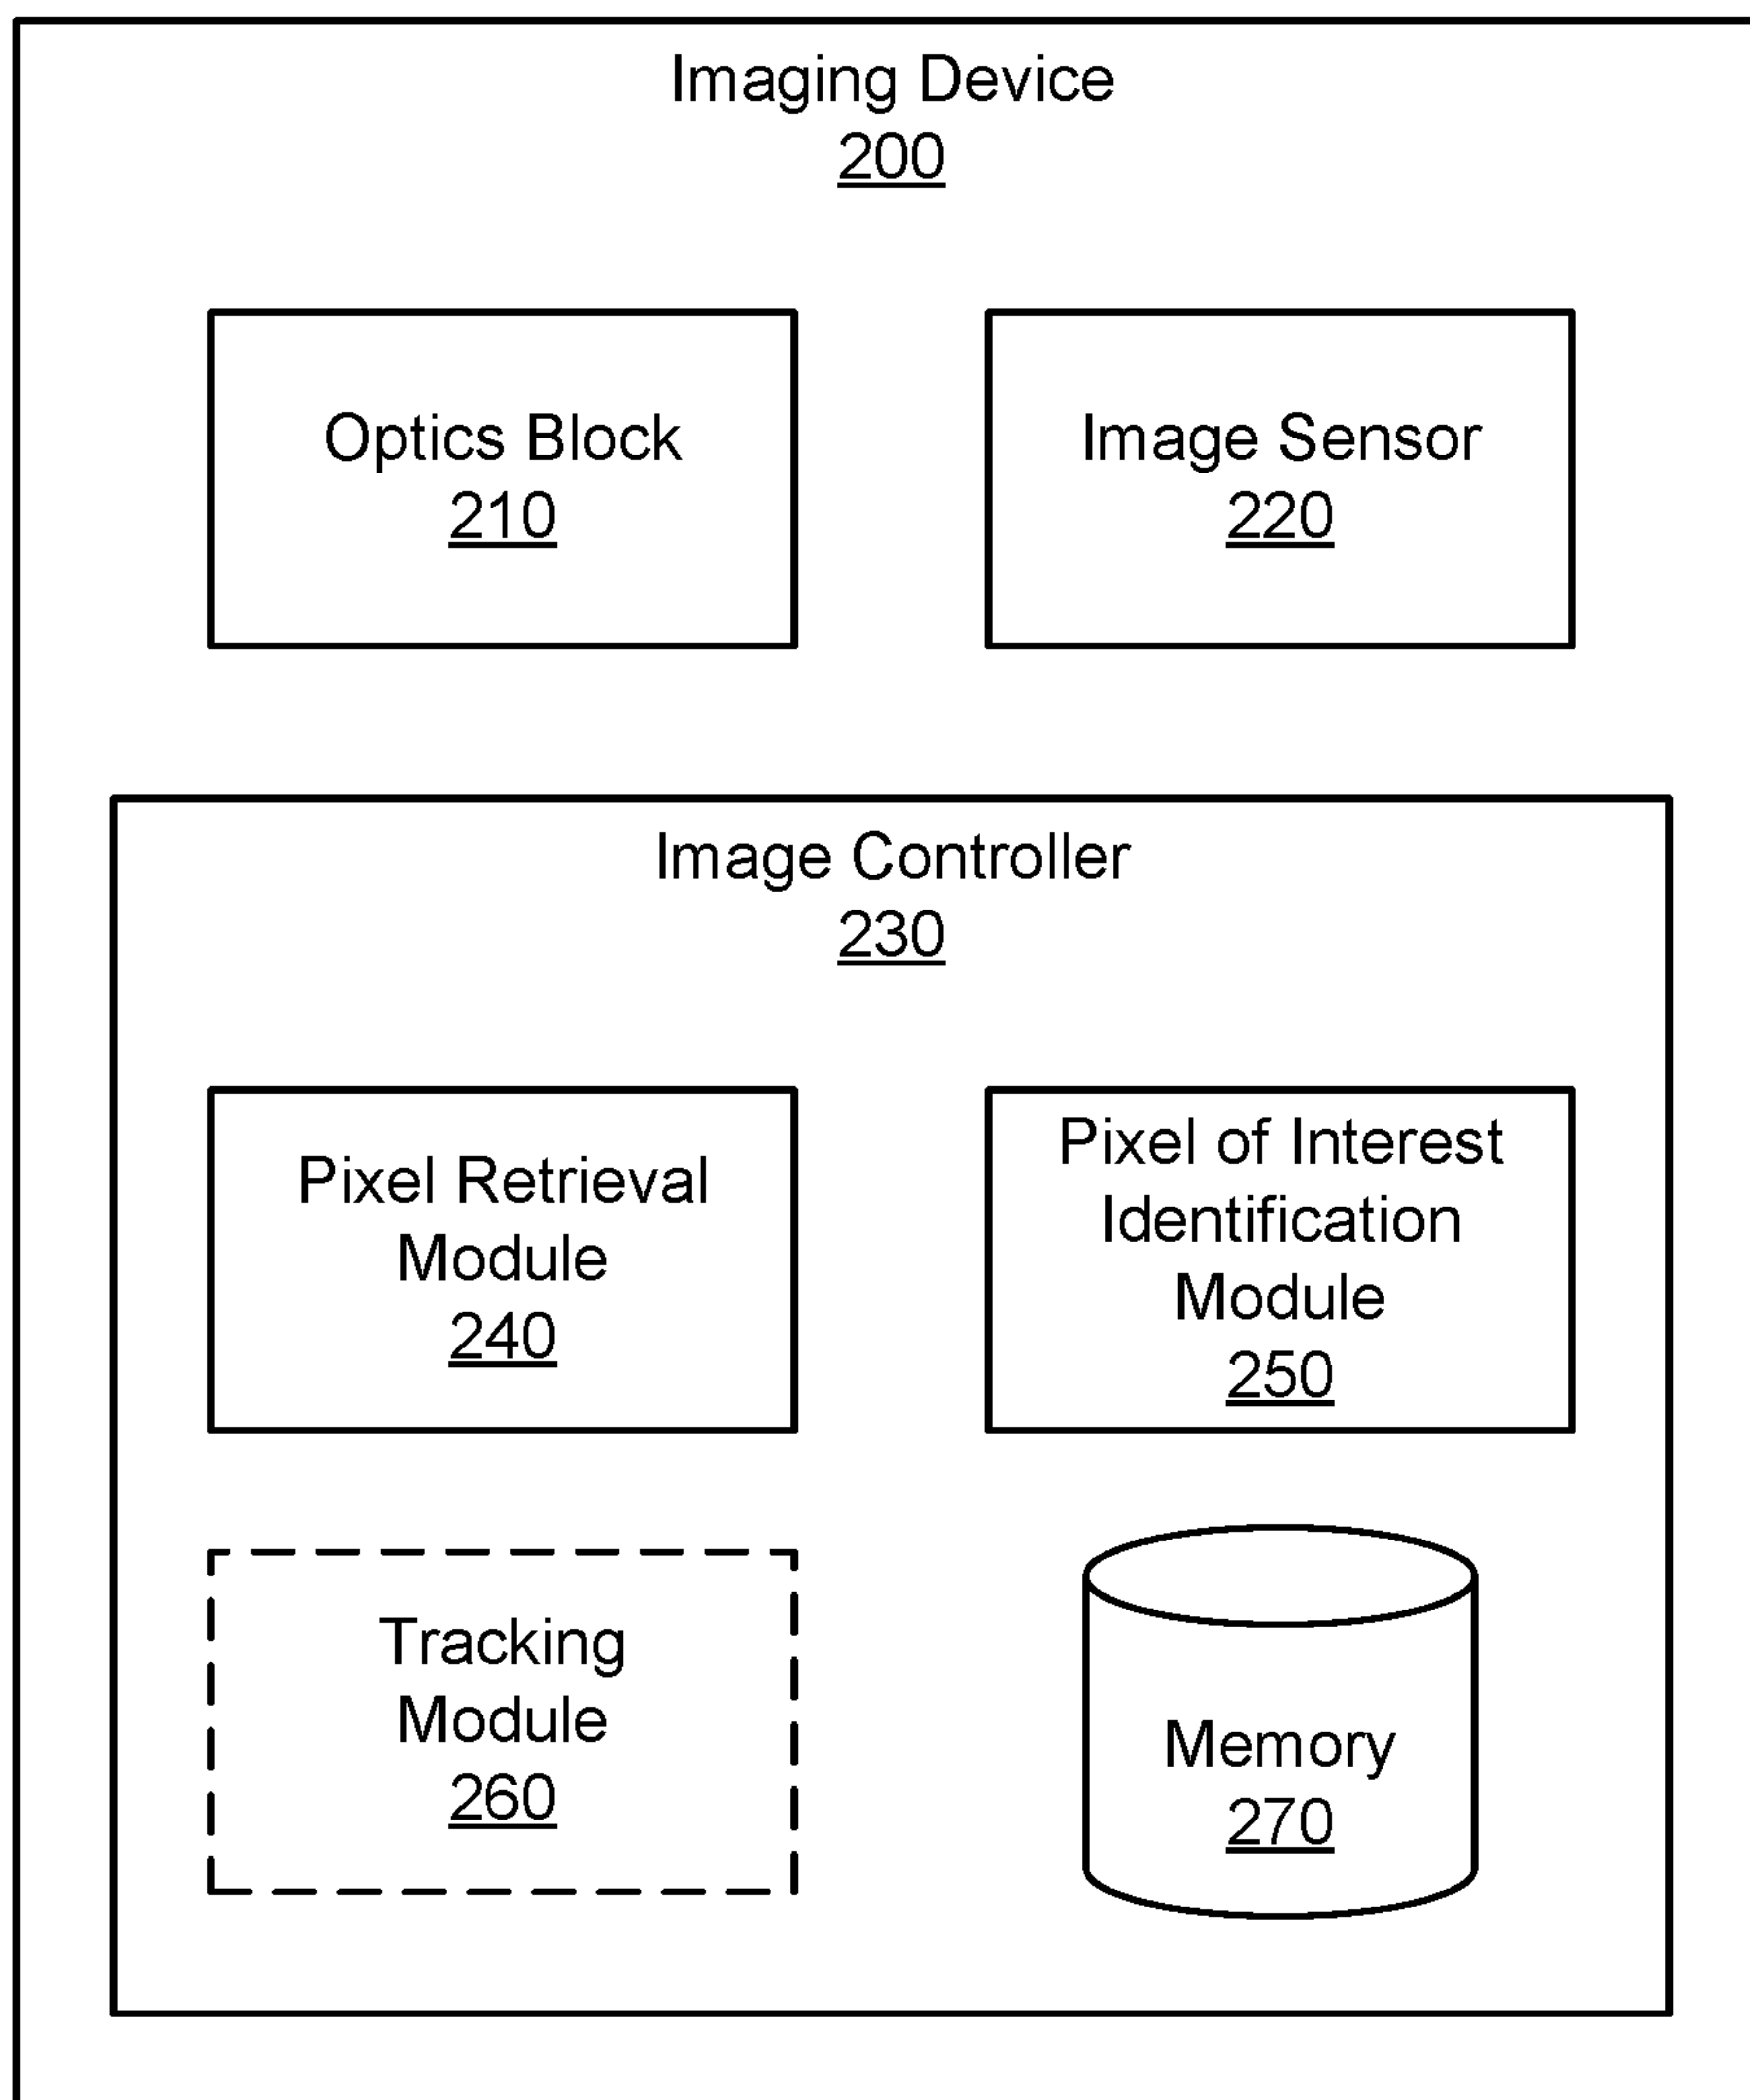 Imaging Device
200
Optics Block
210
Image Sensor
220
Image Controller
230
Pixel Retrieval
Module
240
Pixel of Interest
Identification
Module
250
Tracking
Module
260
Memory
270